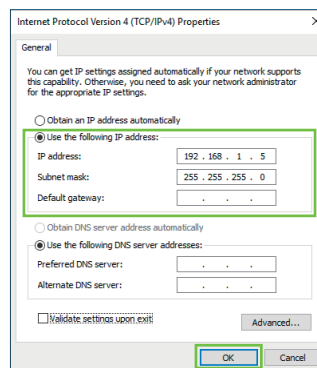 Internet Protocol Version 4 (TCP/IPv4) Properties
General
You can get IP settings assigned automatically if your network supports
this capability. Otherwise, you need to ask your network administrator
for the appropriate IP settings.
Obtain an IP address automatically
Use the following IP address:
IP address: 192 . 168 . 1 . 5
Subnet mask: 255 . 255 . 255 . 0
Default gateway: . . .
Obtain DNS server address automatically
Use the following DNS server addresses:
Preferred DNS server: . . .
Alternate DNS server: . . .
Validate settings upon exit
Advanced...
OK Cancel